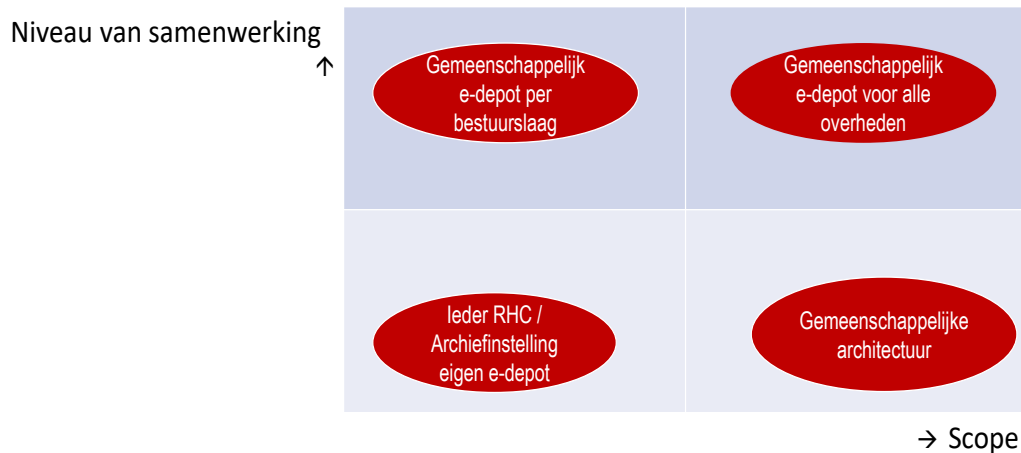 Niveau van samenwerking
↑
Gemeenschappelijk
e-depot per
bestuurslaag
Gemeenschappelijk
e-depot voor alle
overheden
Ieder RHC /
Archiefinstelling
eigen e-depot
Gemeenschappelijke
architectuur
→ Scope